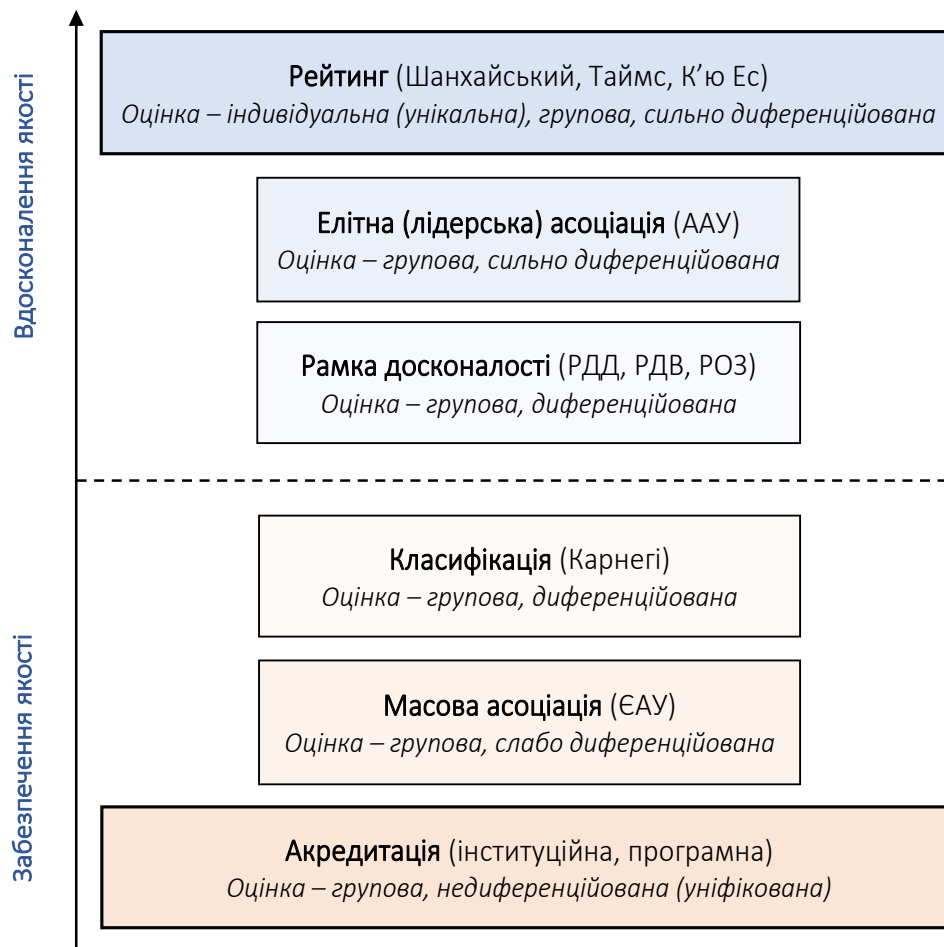 Вдосконалення якості
Рейтинг (Шанхайський, Таймс, К’ю Ес)
Оцінка – індивідуальна (унікальна), групова, сильно диференційована
Елітна (лідерська) асоціація (ААУ)
Оцінка – групова, сильно диференційована
Рамка досконалості (РДД, РДВ, РОЗ)
Оцінка – групова, диференційована
Забезпечення якості
Класифікація (Карнегі)
Оцінка – групова, диференційована
Масова асоціація (ЄАУ)
Оцінка – групова, слабо диференційована
Акредитація (інституційна, програмна)
Оцінка – групова, недиференційована (уніфікована)